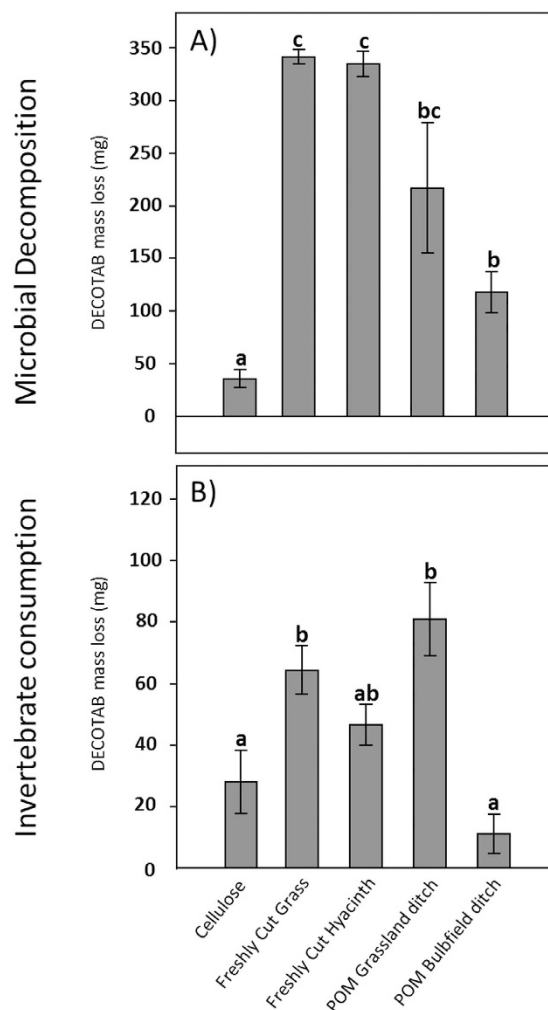 Microbial Decomposition
A)
DECOTAB mass loss (mg)
350
300
250
200
150
100
50
0
a
c
c
bc
b
Invertebrate consumption
B)
DECOTAB mass loss (mg)
120
100
80
60
40
20
0
a
b
ab
b
a
Cellulose
Freshly Cut Grass
Freshly Cut Hyacinth
POM Grassland ditch
POM Bulbfield ditch